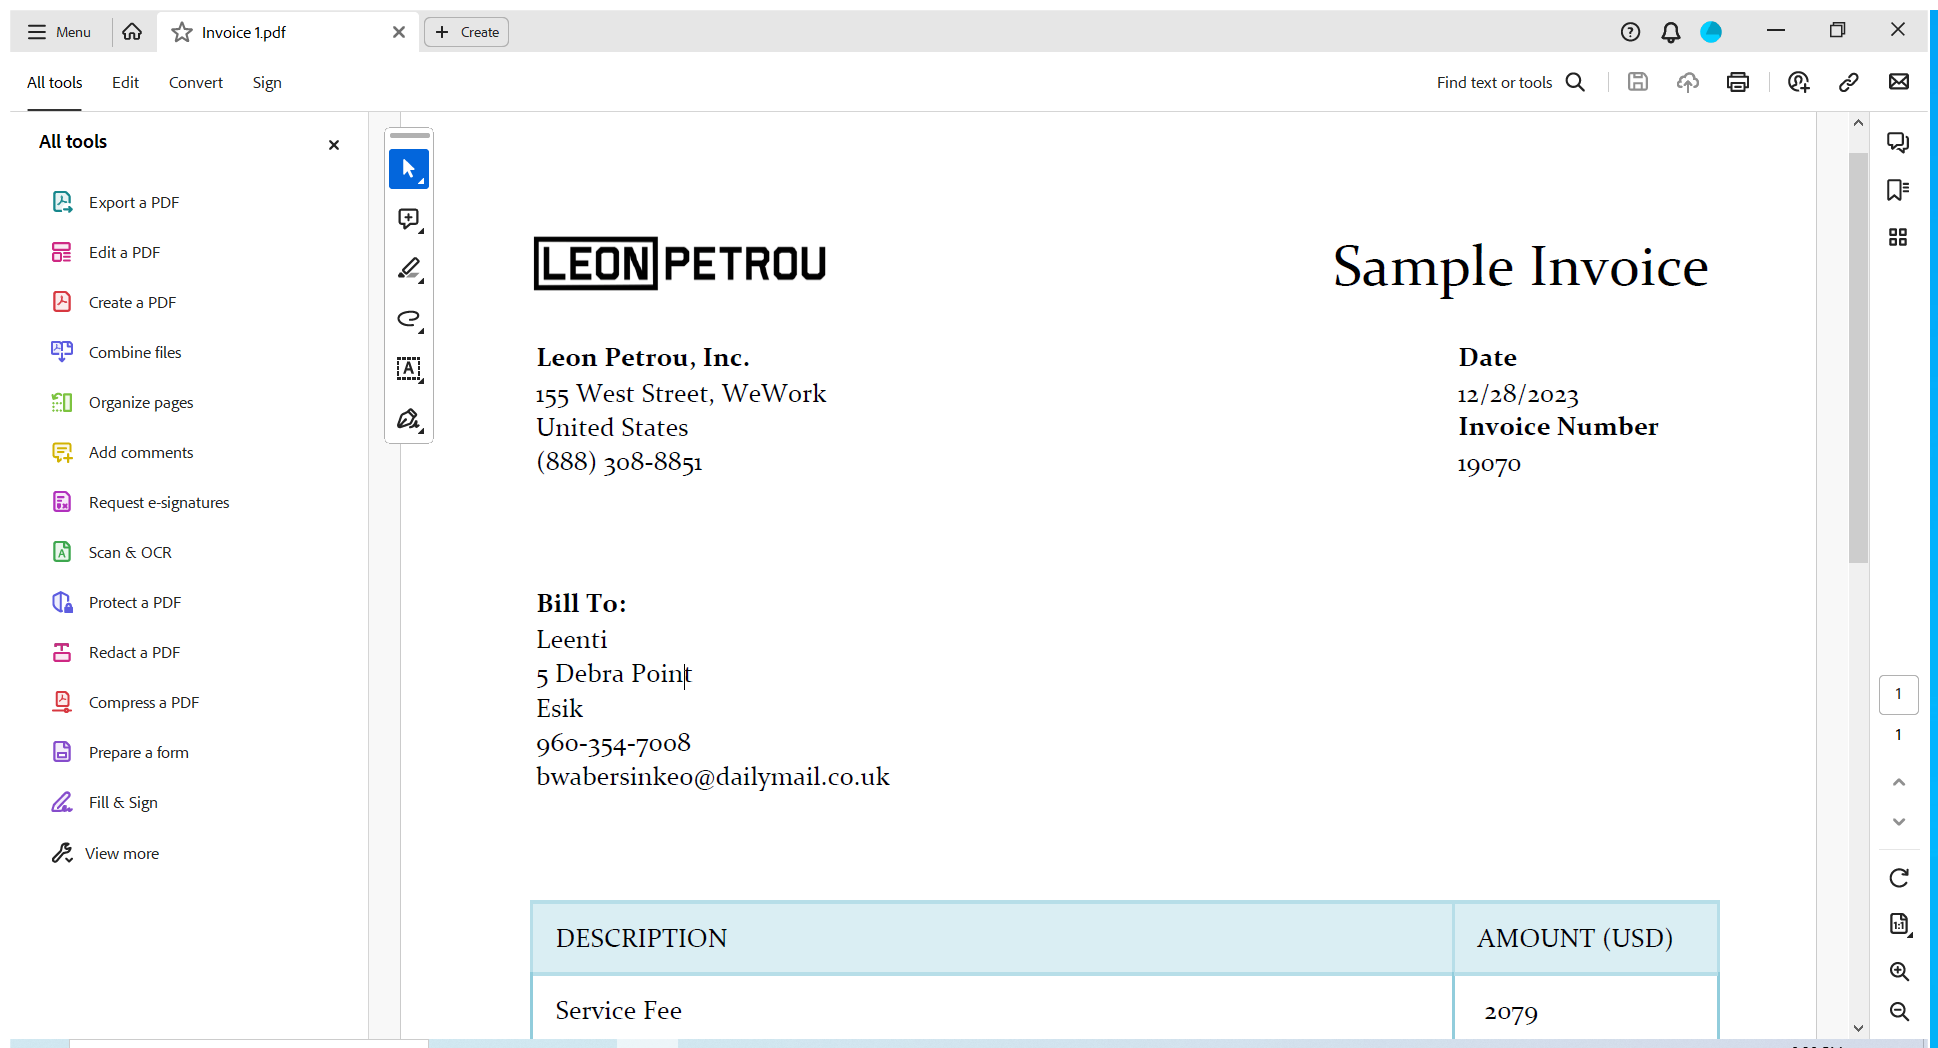 Menu
Invoice 1.pdf
Create
All tools
Edit
Convert
Sign
Find text or tools
All tools
Export a PDF
Edit a PDF
Create a PDF
Combine files
Organize pages
Add comments
Request e-signatures
Scan & OCR
Protect a PDF
Redact a PDF
Compress a PDF
Prepare a form
Fill & Sign
View more
LEON PETROU
Sample Invoice
Leon Petrou, Inc.
155 West Street, WeWork
United States
(888) 308-8851
Date
12/28/2023
Invoice Number
19070
Bill To:
Leenti
5 Debra Point
Esik
960-354-7008
bwabersinkeo@dailymail.co.uk
DESCRIPTION AMOUNT (USD)
Service Fee 2079
1
1
1:1